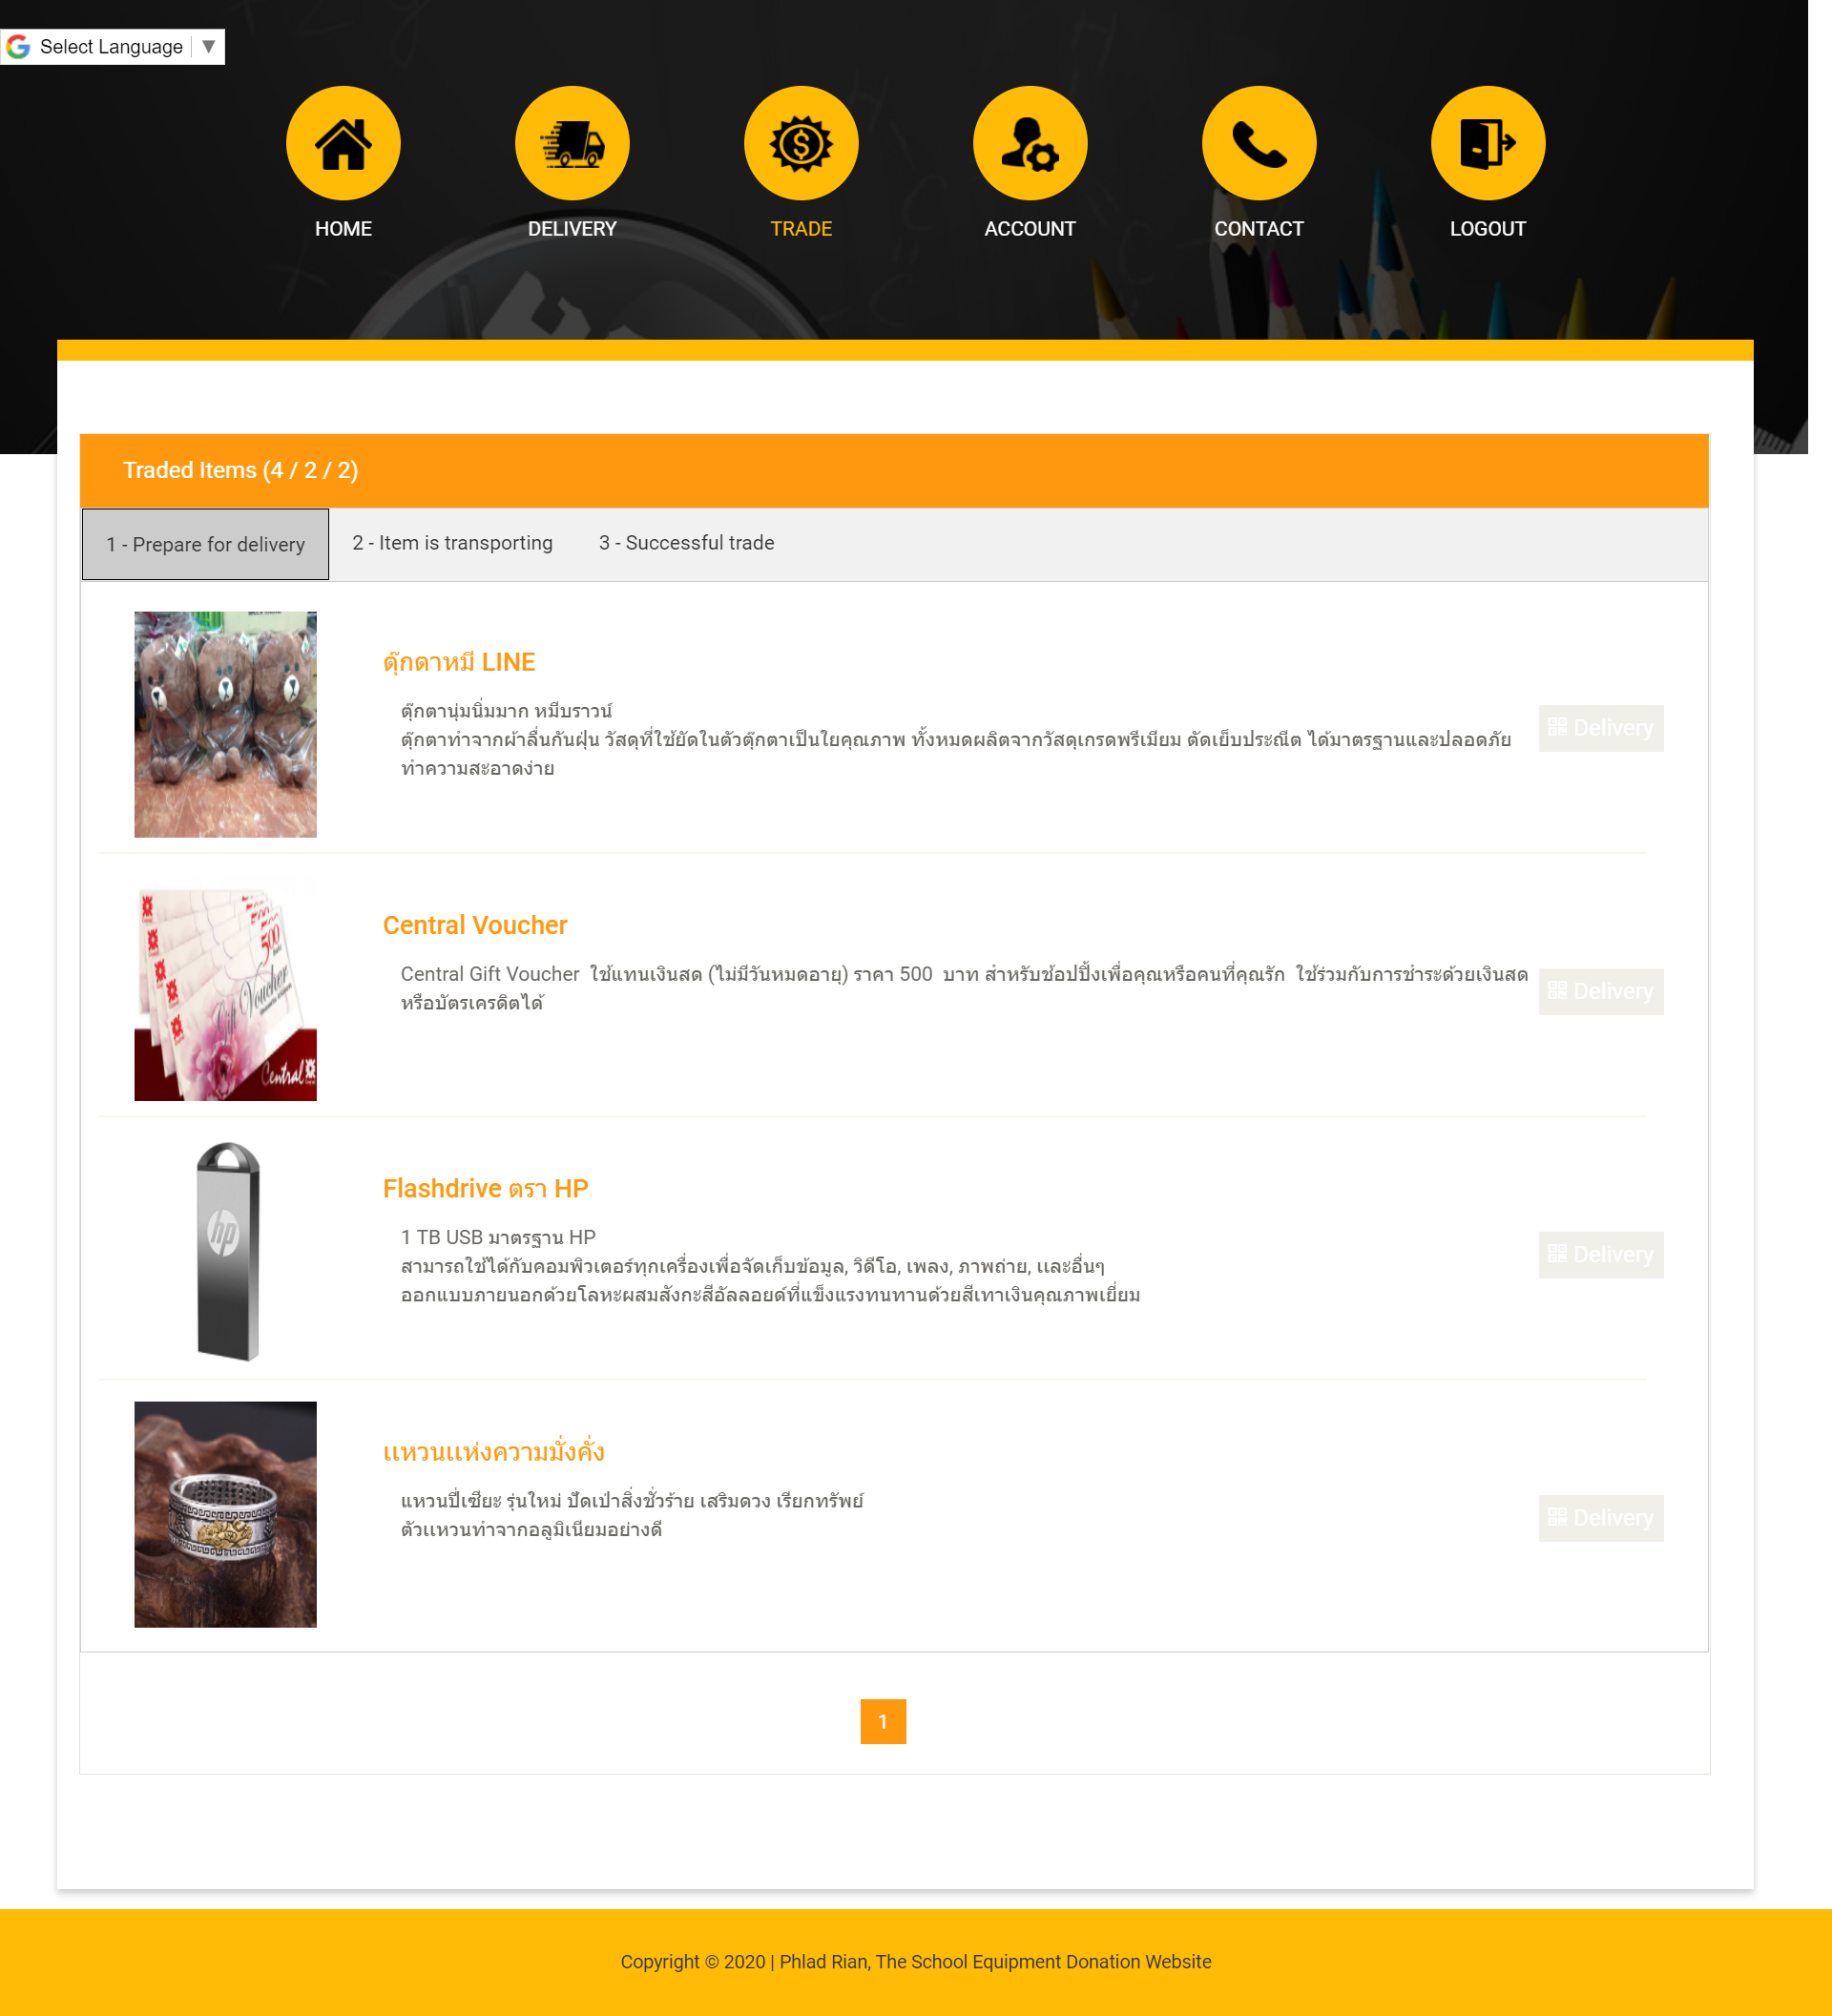 Select Language ▼
HOME
DELIVERY
TRADE
ACCOUNT
CONTACT
LOGOUT
Traded Items (4 / 2 / 2)
1 - Prepare for delivery
2 - Item is transporting
3 - Successful trade
ตุ๊กตาหมี LINE
ตุ๊กตานุ่มนิ่มมาก หมีบราวน์
ตุ๊กตาทำจากผ้าลื่นกันฝุ่น วัสดุที่ใช้ยัดในตัวตุ๊กตาเป็นใยคุณภาพ ทั้งหมดผลิตจากวัสดุเกรดพรีเมียม ตัดเย็บประณีต ได้มาตรฐานและปลอดภัย
ทำความสะอาดง่าย
Delivery
500
Gift Voucher
Central
Central Voucher
Central Gift Voucher ใช้แทนเงินสด (ไม่มีวันหมดอายุ) ราคา 500 บาท สำหรับช้อปปิ้งเพื่อคุณหรือคนที่คุณรัก ใช้ร่วมกับการชำระด้วยเงินสด
หรือบัตรเครดิตได้
Delivery
hp
Flashdrive ตรา HP
1 TB USB มาตรฐาน HP
สามารถใช้ได้กับคอมพิวเตอร์ทุกเครื่องเพื่อจัดเก็บข้อมูล, วิดีโอ, เพลง, ภาพถ่าย, และอื่นๆ
ออกแบบภายนอกด้วยโลหะผสมสังกะสีอัลลอยด์ที่แข็งแรงทนทานด้วยสีเทาเงินคุณภาพเยี่ยม
Delivery
แหวนแห่งความมั่งคั่ง
แหวนปี่เซียะ รุ่นใหม่ ปัดเป่าสิ่งชั่วร้าย เสริมดวง เรียกทรัพย์
ตัวแหวนทำจากอลูมิเนียมอย่างดี
Delivery
1
Copyright © 2020 | Phlad Rian, The School Equipment Donation Website